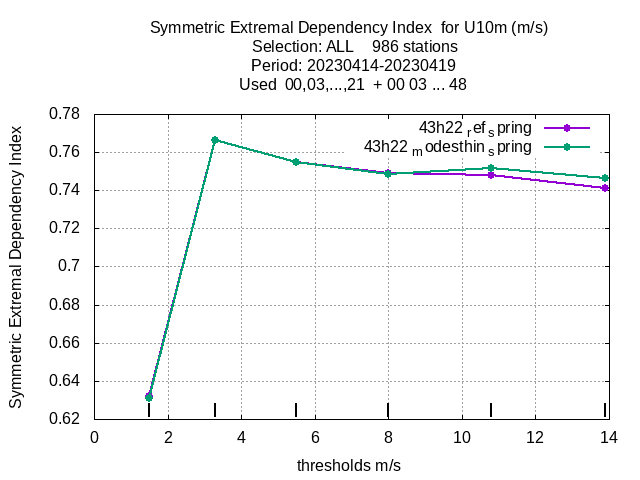 Symmetric Extremal Dependency Index  for U10m (m/s)
Selection: ALL    986 stations
Period: 20230414-20230419
Used  00,03,...,21  + 00 03 ... 48
43h22 ref spring
43h22 modesthin spring
Symmetric Extremal Dependency Index
0.78
0.76
0.74
0.72
0.7
0.68
0.66
0.64
0.62
0 2 4 6 8 10 12 14
thresholds m/s